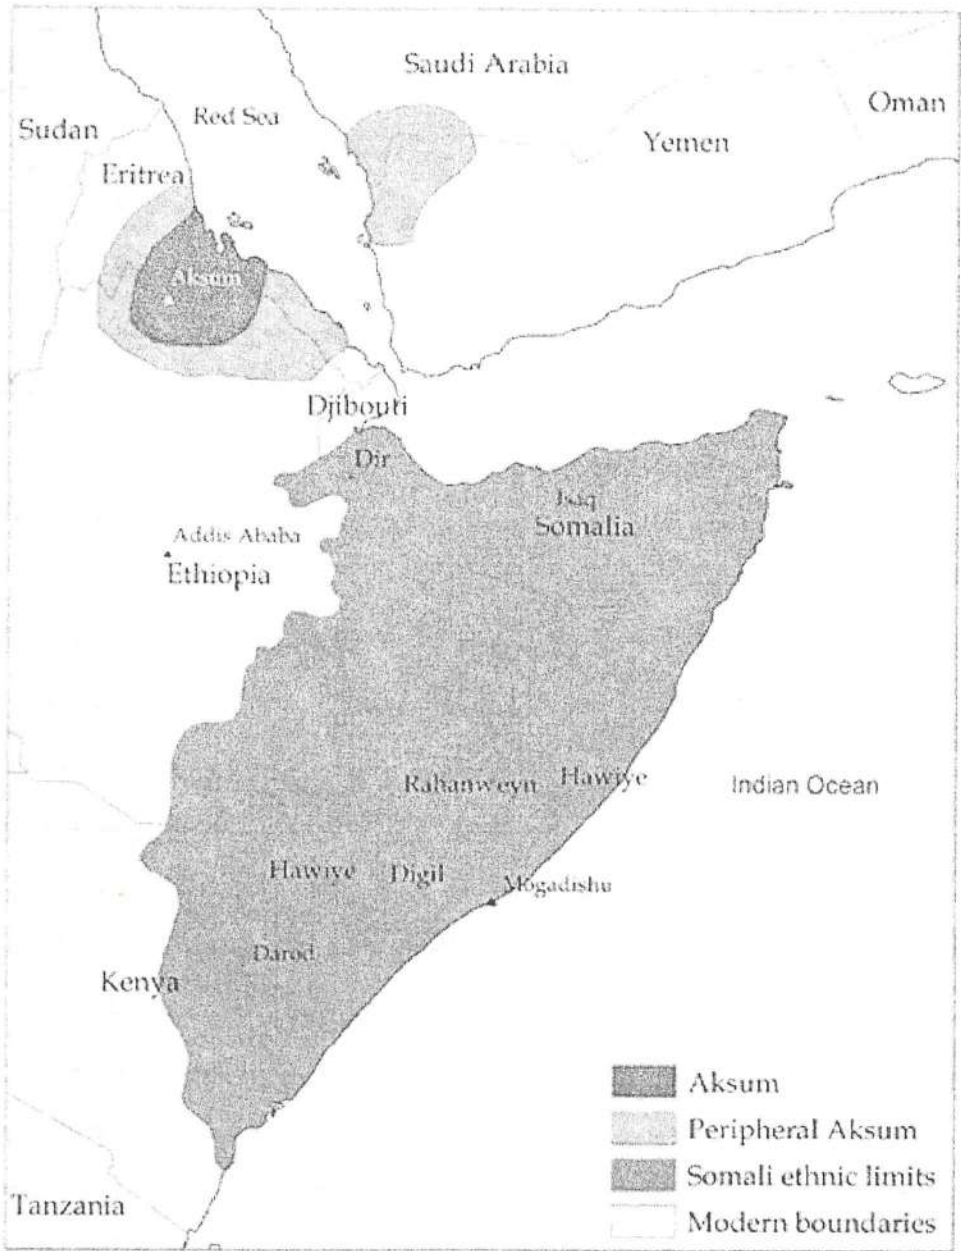 Saudi Arabia
Oman
Red Sea
Sudan
Yemen
Eritrea
Aksum
Djibouti
Dir
Isaq
Somalia
Addis Ababa
Ethiopia
Rahanweyn
Hawiye
Indian Ocean
Hawiye
Digil
Mogadishu
Darod
Kenya
Aksum
Peripheral Aksum
Somali ethnic limits
Tanzania
Modern boundaries